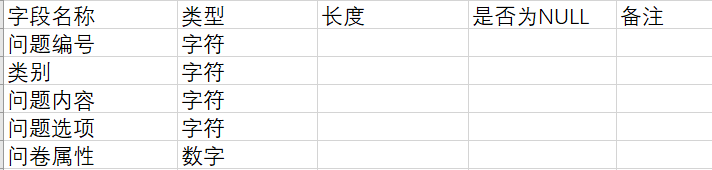 字段名称 类型 长度 是否为NULL 备注
问题编号 字符
类别 字符
问题内容 字符
问题选项 字符
问卷属性 数字